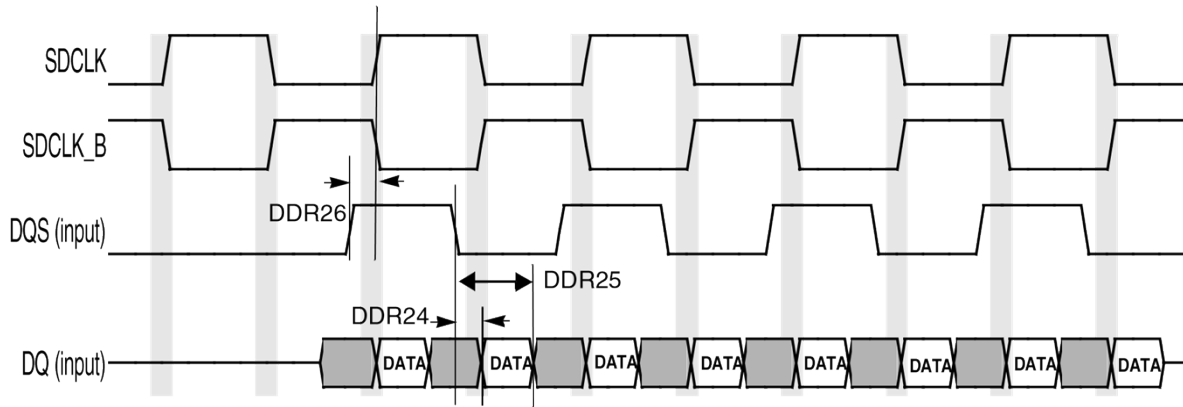 SDCLK
SDCLK_B
DDR26
DQS (input)
DDR25
DDR24
DQ (input) DATA DATA DATA DATA DATA DATA DATA DATA